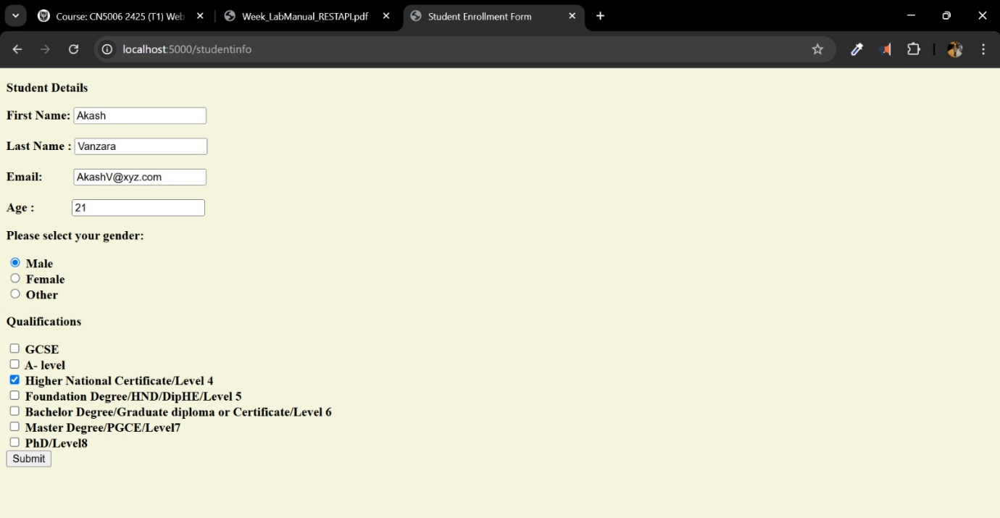 Course: CN5006 2425 (T1) Web
Week_LabManual_RESTAPI.pdf
Student Enrollment Form
localhost:5000/studentinfo
Student Details
First Name: Akash
Last Name : Vanzara
Email: AkashV@xyz.com
Age : 21
Please select your gender:
Male
Female
Other
Qualifications
GCSE
A- level
Higher National Certificate/Level 4
Foundation Degree/HND/DipHE/Level 5
Bachelor Degree/Graduate diploma or Certificate/Level 6
Master Degree/PGCE/Level7
PhD/Level8
Submit